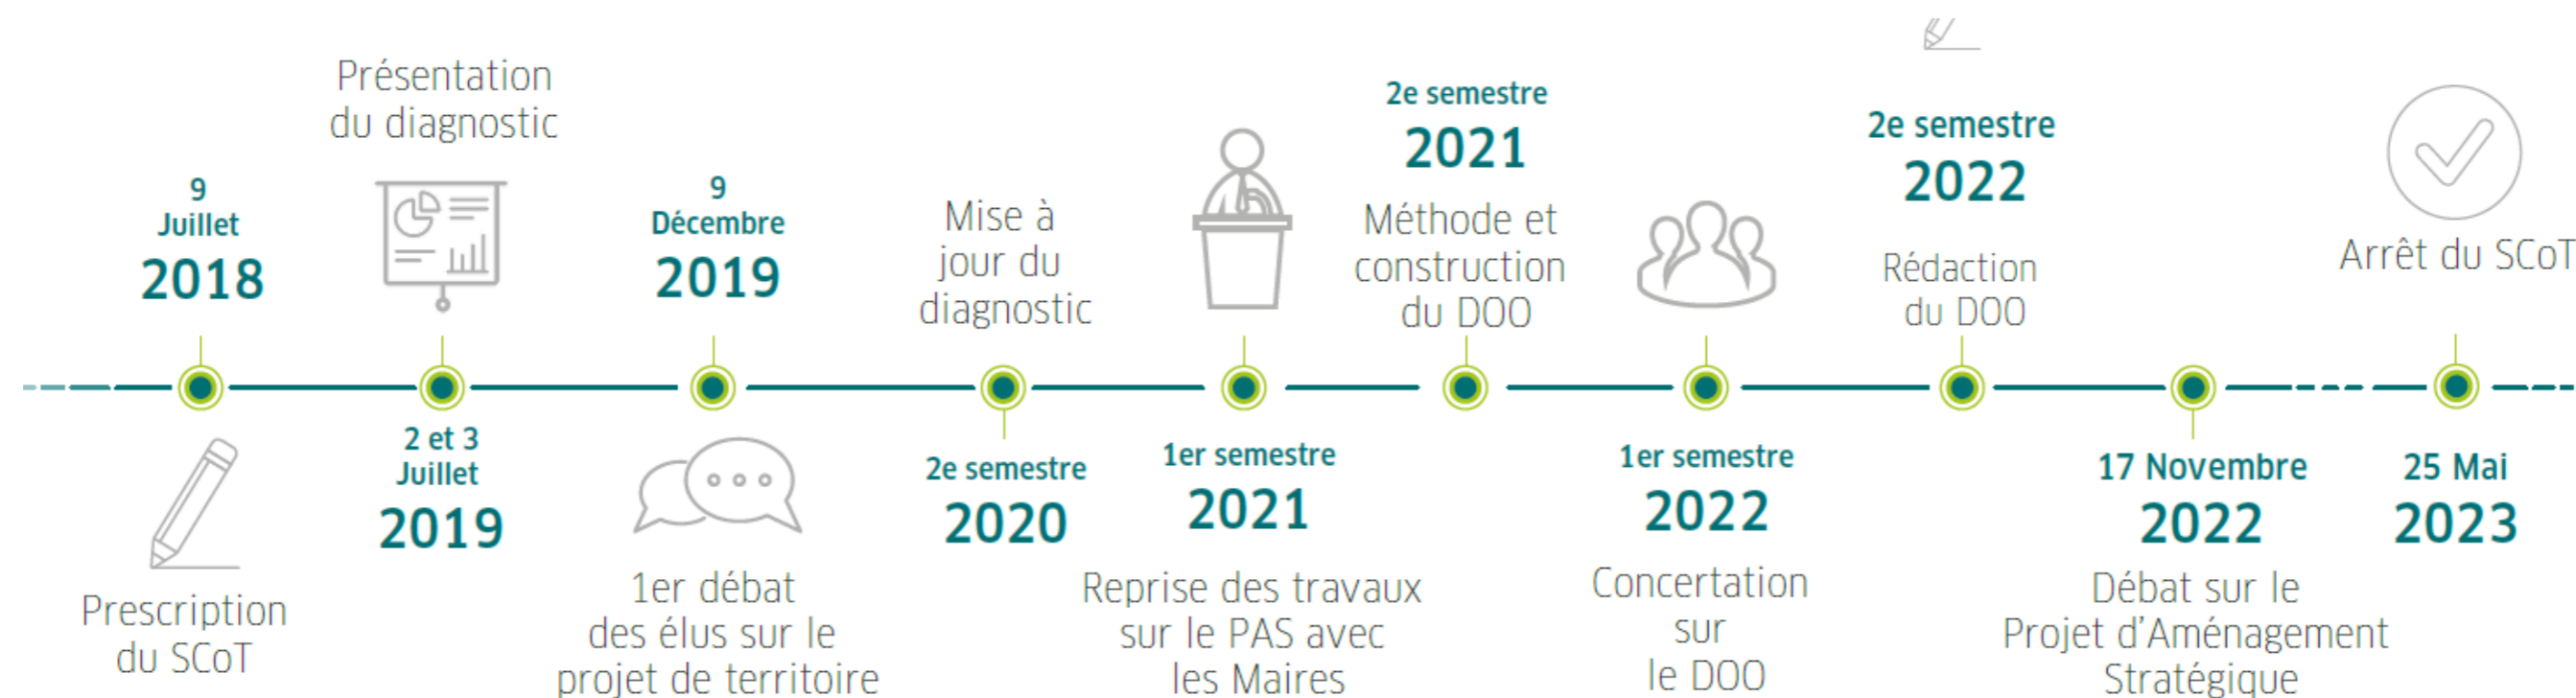 9
Juillet
2018
Prescription
du SCoT
Présentation
du diagnostic
2 et 3
Juillet
2019
9
Décembre
2019
1er débat
des élus sur le
projet de territoire
Mise à
jour du
diagnostic
2e semestre
2020
1er semestre
2021
Reprise des travaux
sur le PAS avec
les Maires
2e semestre
2021
Méthode et
construction
du DOO
1er semestre
2022
Concertation
sur
le DOO
2e semestre
2022
Rédaction
du DOO
17 Novembre
2022
Débat sur le
Projet d'Aménagement
Stratégique
Arrêt du SCoT
25 Mai
2023